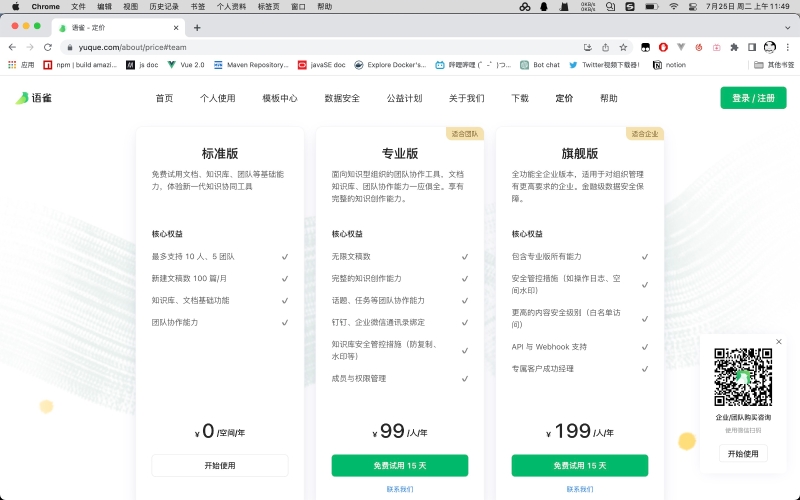 Chrome 文件 编辑 视图 历史记录 书签 个人资料 标签页 窗口 帮助
0KB/s
0KB/s
7月25日 周二 上午 11:49
语雀 - 定价
yuque.com/about/price#team
应用 npm | build amazi... js doc Vue 2.0 Maven Repository... javaSE doc Explore Docker's... 哔哩哔哩 (゜-゜)つ... Bot chat Twitter视频下载器! notion 其他书签
语雀 首页 个人使用 模板中心 数据安全 公益计划 关于我们 下载 定价 帮助 登录 / 注册
标准版
免费试用文档、知识库、团队等基础能
力，体验新一代知识协同工具
核心权益
最多支持 10 人、5 团队
新建文稿数 100 篇/月
知识库、文档基础功能
团队协作能力
¥ 0 /空间/年
开始使用
适合团队
专业版
面向知识型组织的团队协作工具，文档
知识库、团队协作能力一应俱全。享有
完整的知识创作能力。
核心权益
无限文稿数
完整的知识创作能力
话题、任务等团队协作能力
钉钉、企业微信通讯录绑定
知识库安全管控措施（防复制、
水印等）
成员与权限管理
¥ 99 /人/年
免费试用 15 天
联系我们
适合企业
旗舰版
全功能全企业版本，适用于对组织管理
有更高要求的企业。金融级数据安全保
障。
核心权益
包含专业版所有能力
安全管控措施（如操作日志、空
间水印）
更高的内容安全级别（白名单访
问）
API 与 Webhook 支持
专属客户成功经理
¥ 199 /人/年
免费试用 15 天
联系我们
企业/团队购买咨询
使用微信扫码
开始使用